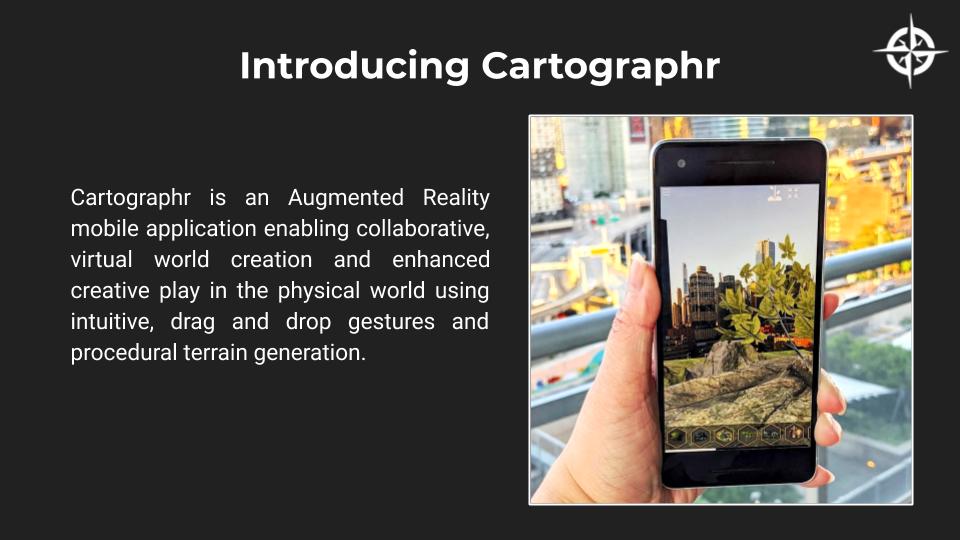 Introducing Cartographr
Cartographr is an Augmented Reality
mobile application enabling collaborative,
virtual world creation and enhanced
creative play in the physical world using
intuitive, drag and drop gestures and
procedural terrain generation.